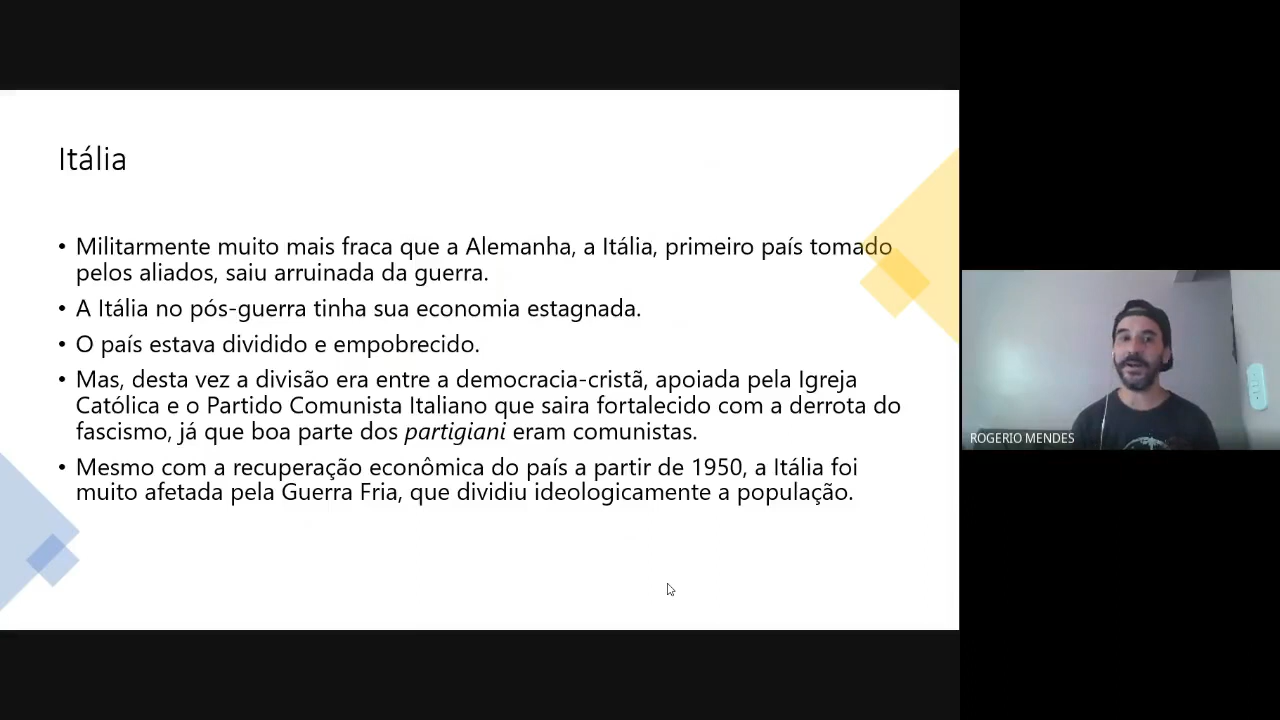 Itália
• Militarmente muito mais fraca que a Alemanha, a Itália, primeiro país tomado
pelos aliados, saiu arruinada da guerra.
• A Itália no pós-guerra tinha sua economia estagnada.
• O país estava dividido e empobrecido.
• Mas, desta vez a divisão era entre a democracia-cristã, apoiada pela Igreja
Católica e o Partido Comunista Italiano que saira fortalecido com a derrota do
fascismo, já que boa parte dos partigiani eram comunistas.
• Mesmo com a recuperação econômica do país a partir de 1950, a Itália foi
muito afetada pela Guerra Fria, que dividiu ideologicamente a população.
ROGERIO MENDES